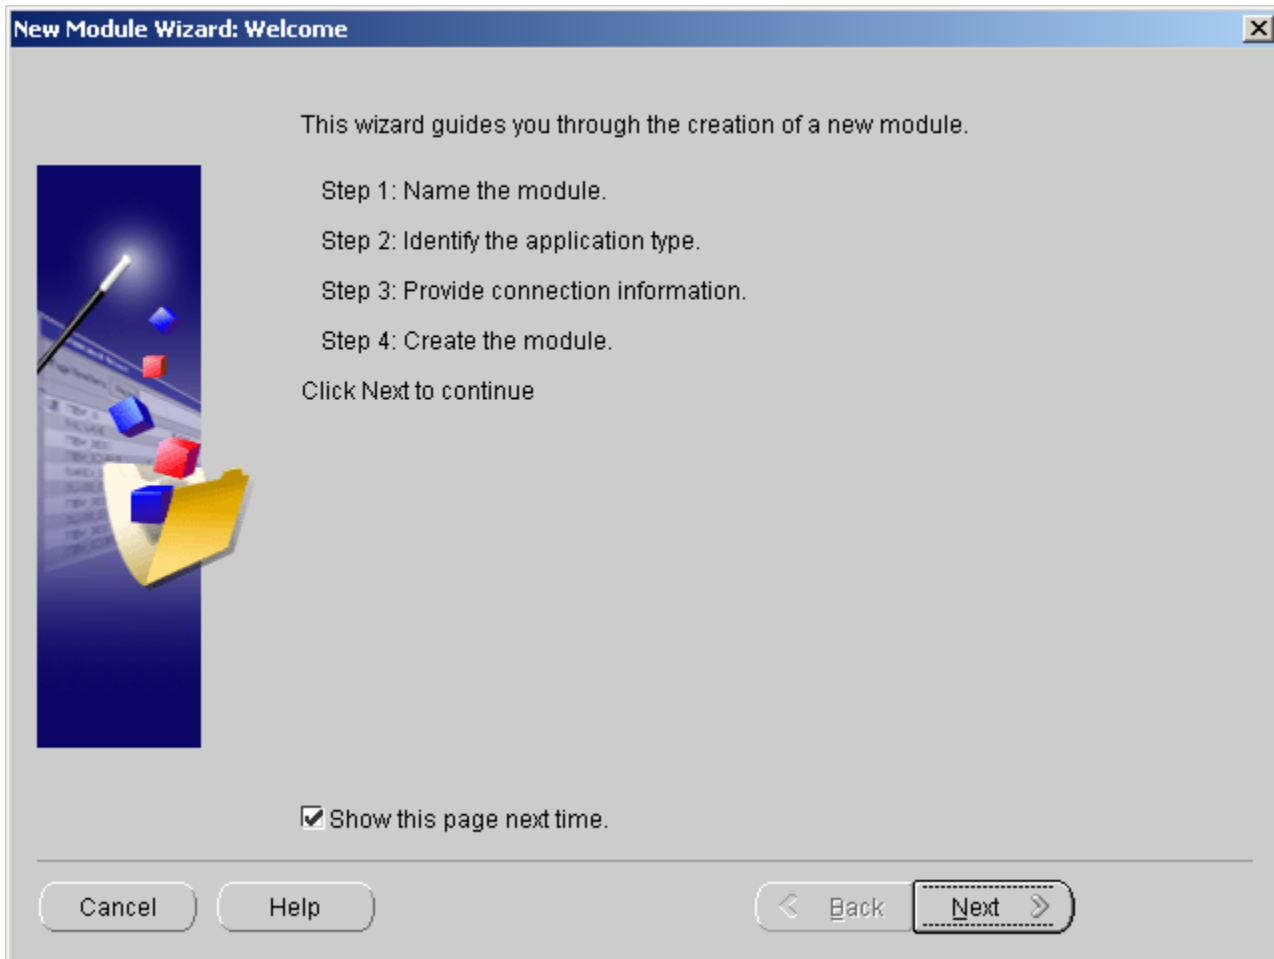 New Module Wizard: Welcome
This wizard guides you through the creation of a new module.
Step 1: Name the module.
Step 2: Identify the application type.
Step 3: Provide connection information.
Step 4: Create the module.
Click Next to continue
Show this page next time.
Cancel
Help
Back
Next